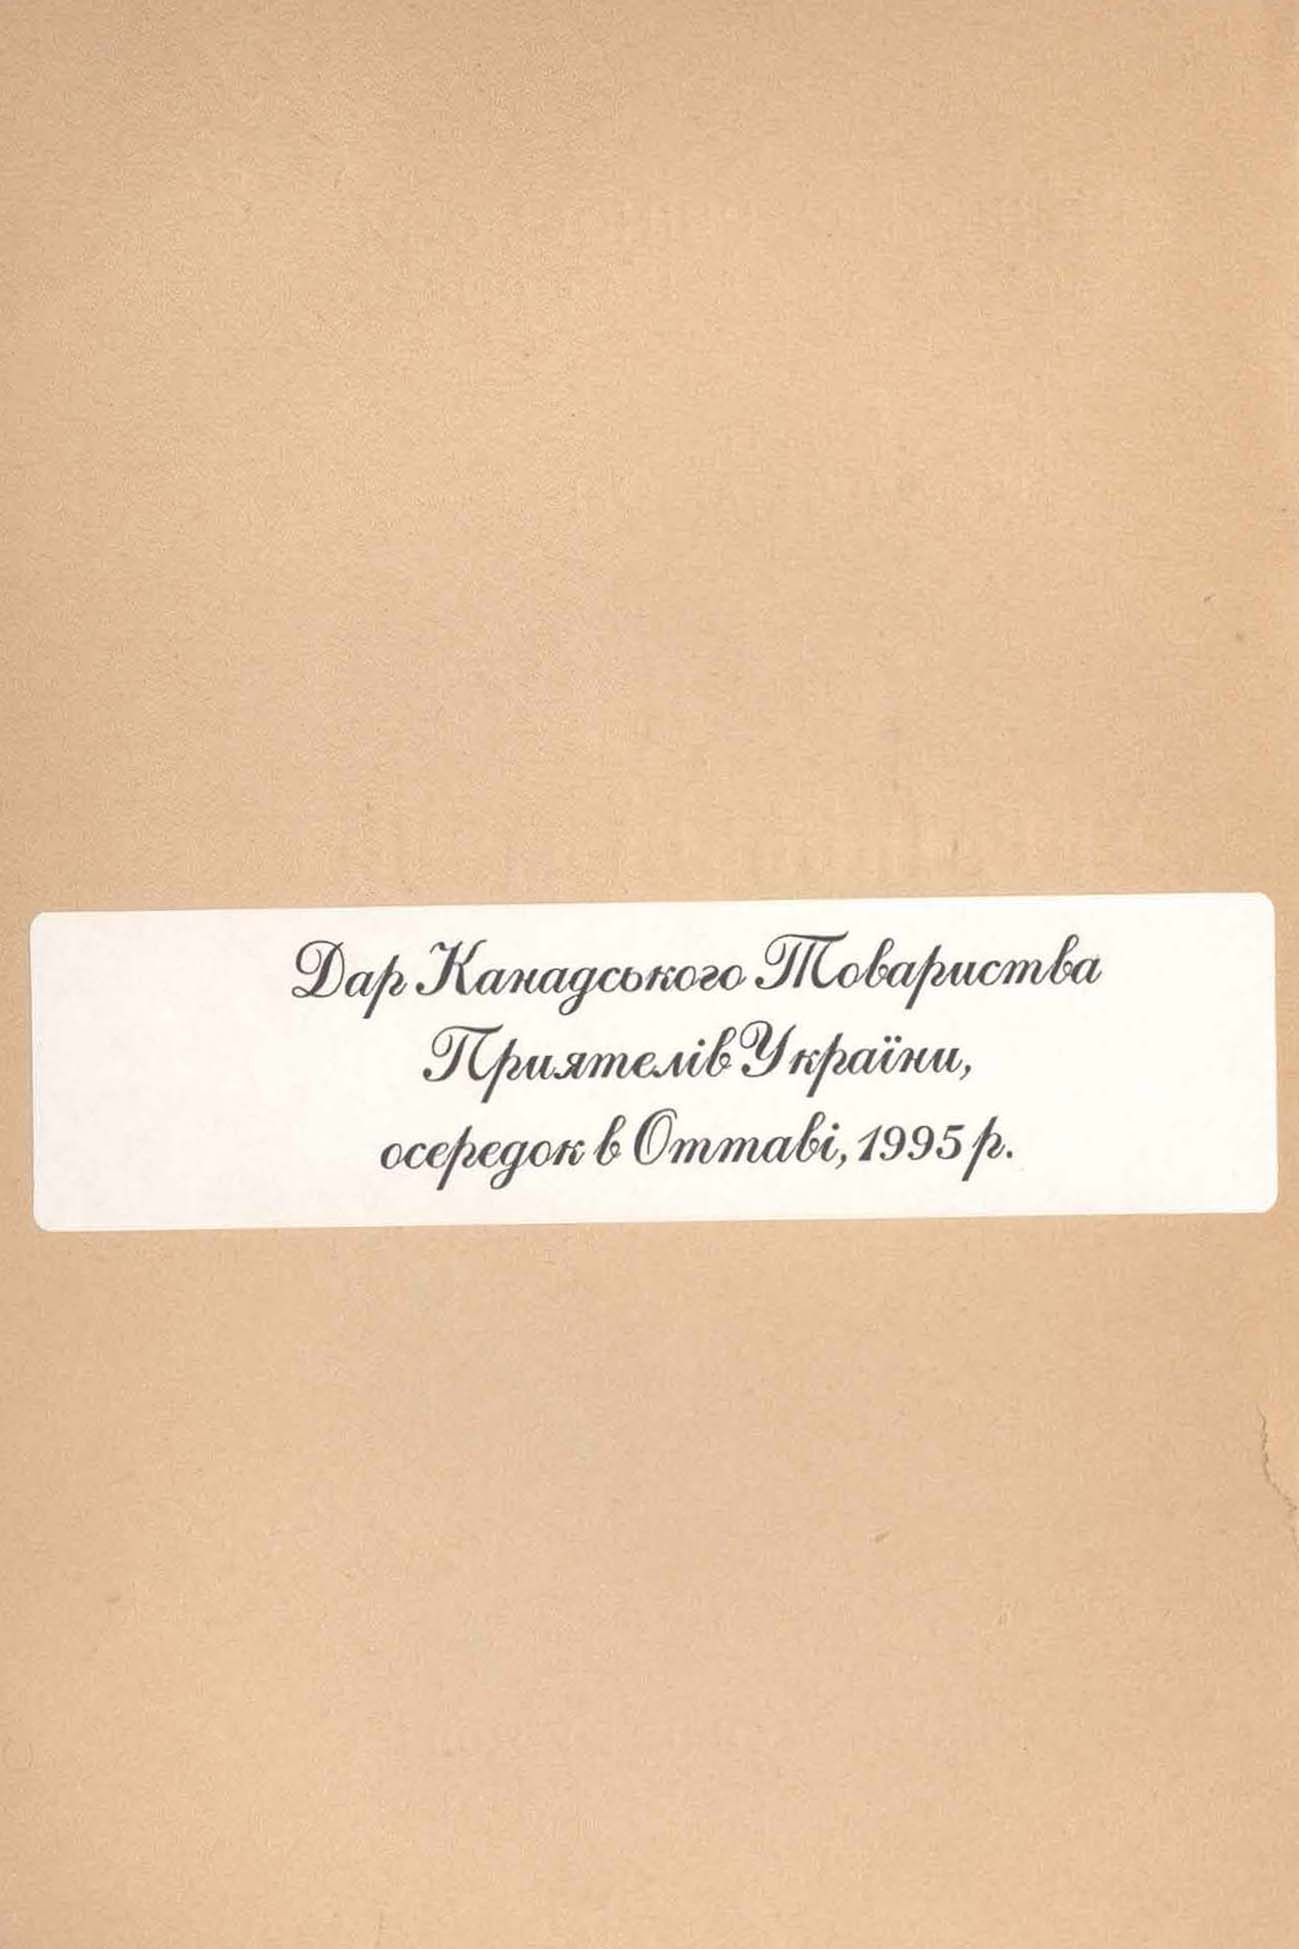 Дар Канадського Товариства
Приятелів України,
осередок в Оттаві, 1995 р.